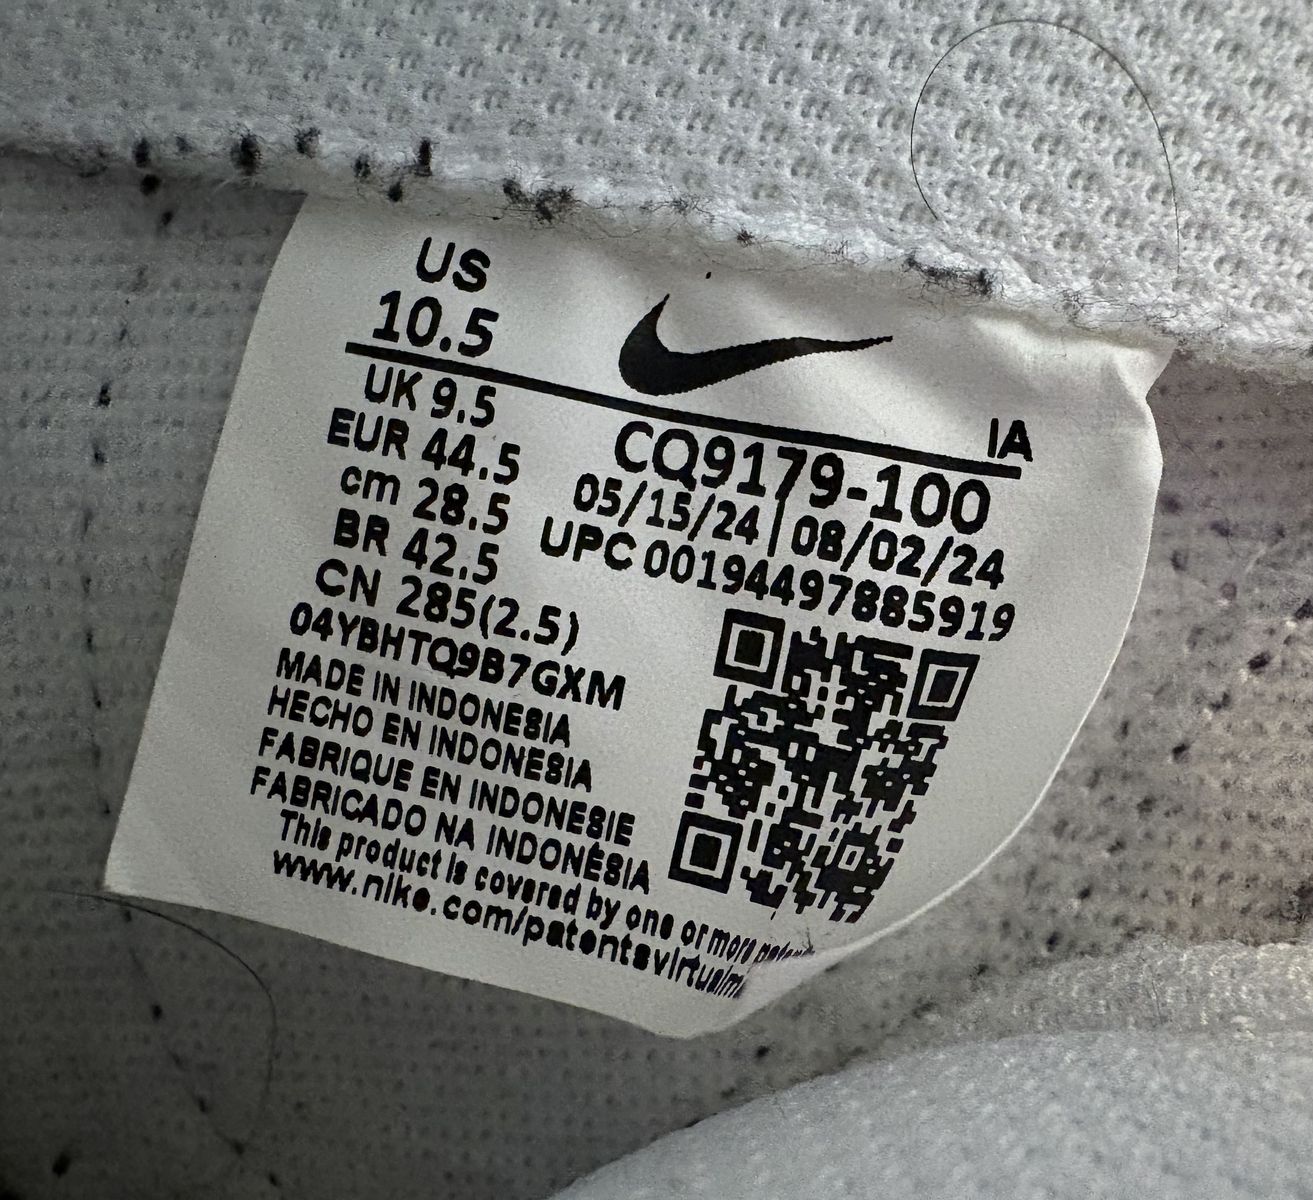 US
10.5
UK 9.5
EUR 44.5
cm 28.5
BR 42.5
CN 285(2.5)
04YBHTQ9B7GXM
MADE IN INDONESIA
HECHO EN INDONESIA
FABRIQUE EN INDONESIE
FABRICADO NA INDONÉSIA
This product is covered by one or more
www.nike.com/patentsvirtualm
IA
CQ9179-100
05/15/24 | 08/02/24
UPC 00194497885919